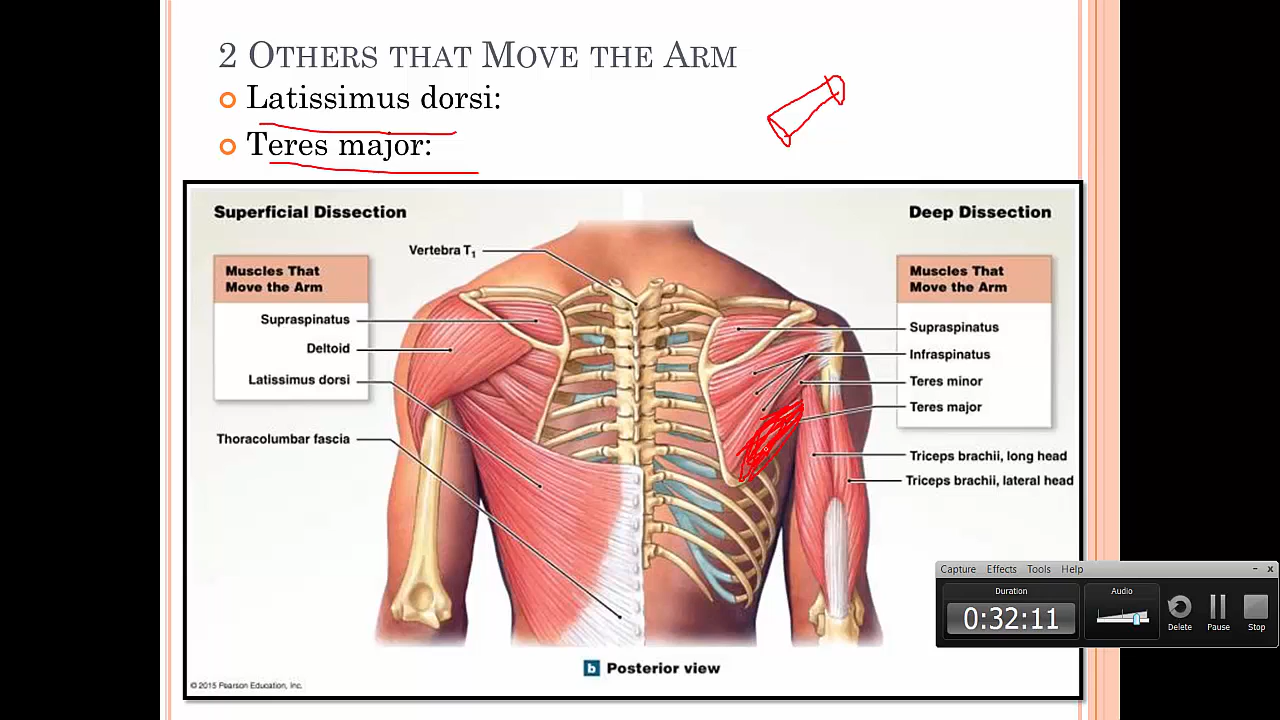 2 OTHERS THAT MOVE THE ARM
Latissimus dorsi:
Teres major:
Superficial Dissection
Deep Dissection
Vertebra T1
Muscles That
Move the Arm
Supraspinatus
Deltoid
Latissimus dorsi
Thoracolumbar fascia
Muscles That
Move the Arm
Supraspinatus
Infraspinatus
Teres minor
Teres major
Triceps brachii, long head
Triceps brachii, lateral head
b Posterior view
© 2015 Pearson Education, Inc.
Capture Effects Tools Help - x
Duration
Audio
0:32:11
Delete Pause Stop